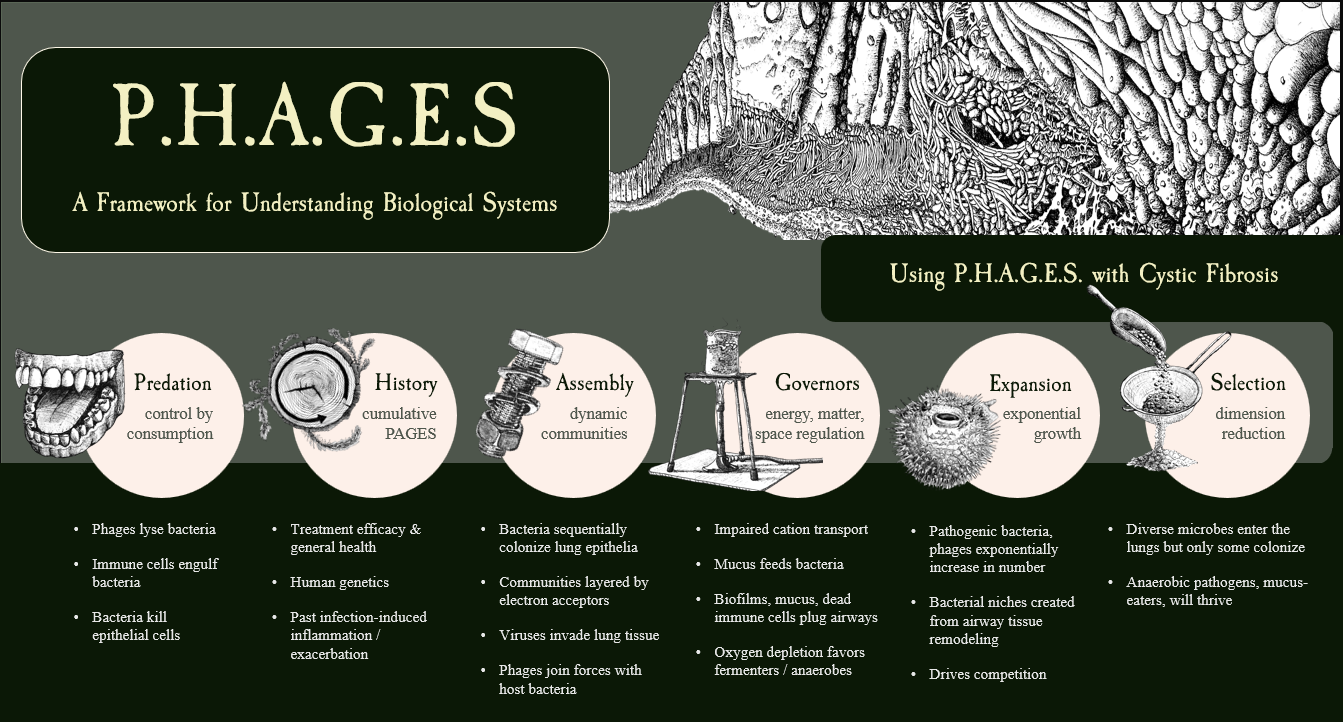 P.H.A.G.E.S
A Framework for Understanding Biological Systems
Using P.H.A.G.E.S. with Cystic Fibrosis
Predation
control by
consumption
• Phages lyse bacteria
• Immune cells engulf
bacteria
• Bacteria kill
epithelial cells
History
cumulative
PAGES
• Treatment efficacy &
general health
• Human genetics
• Past infection-induced
inflammation /
exacerbation
Assembly
dynamic
communities
• Bacteria sequentially
colonize lung epithelia
• Communities layered by
electron acceptors
• Viruses invade lung tissue
• Phages join forces with
host bacteria
Governors
energy, matter,
space regulation
• Impaired cation transport
• Mucus feeds bacteria
• Biofilms, mucus, dead
immune cells plug airways
• Oxygen depletion favors
fermenters / anaerobes
Expansion
exponential
growth
• Pathogenic bacteria,
phages exponentially
increase in number
• Bacterial niches created
from airway tissue
remodeling
• Drives competition
Selection
dimension
reduction
• Diverse microbes enter the
lungs but only some colonize
• Anaerobic pathogens, mucus-
eaters, will thrive